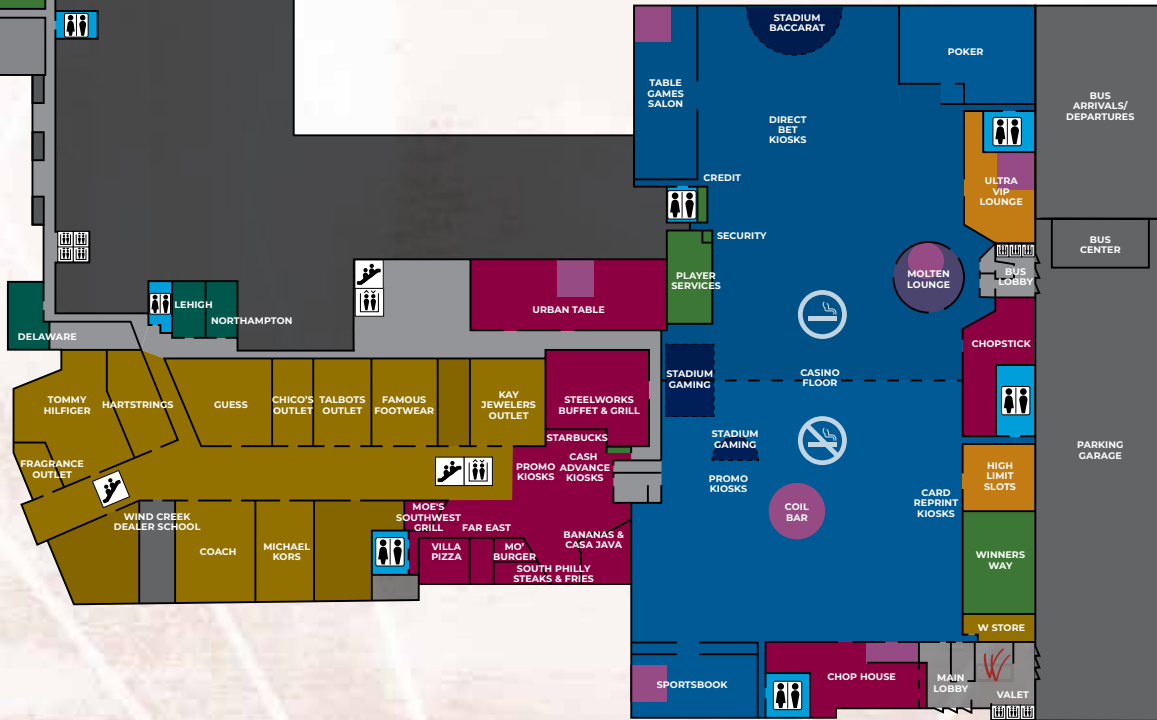 STADIUM
BACCARAT
POKER
TABLE
GAMES
SALON
BUS
ARRIVALS/
DEPARTURES
DIRECT
BET
KIOSKS
CREDIT
ULTRA
VIP
LOUNGE
SECURITY
BUS
CENTER
PLAYER
SERVICES
MOLTEN
LOUNGE
BUS
LOBBY
LEHIGH
NORTHAMPTON
URBAN TABLE
DELAWARE
CHOPSTICK
STADIUM
GAMING
CASINO
FLOOR
TOMMY
HILFIGER
HARTSTRINGS
GUESS
CHICO'S
OUTLET
TALBOTS
OUTLET
FAMOUS
FOOTWEAR
KAY
JEWELERS
OUTLET
STEELWORKS
BUFFET & GRILL
STARBUCKS
STADIUM
GAMING
PARKING
GARAGE
FRAGRANCE
OUTLET
PROMO
KIOSKS
CASH
ADVANCE
KIOSKS
PROMO
KIOSKS
HIGH
LIMIT
SLOTS
CARD
REPRINT
KIOSKS
COIL
BAR
WIND CREEK
DEALER SCHOOL
MOE'S
SOUTHWEST
GRILL
FAR EAST
BANANAS &
CASA JAVA
COACH
MICHAEL
KORS
VILLA
PIZZA
MO'
BURGER
SOUTH PHILLY
STEAKS & FRIES
WINNERS
WAY
W STORE
SPORTSBOOK
CHOP HOUSE
MAIN
LOBBY
VALET